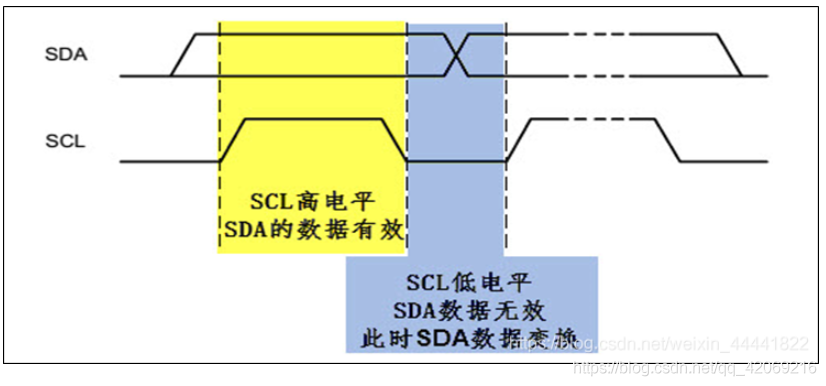 SDA
SCL
SCL高电平
SDA的数据有效
SCL低电平
SDA数据无效
此时SDA数据变换
https://blog.csdn.net/weixin_44441822
https://blog.csdn.net/qq_42069216